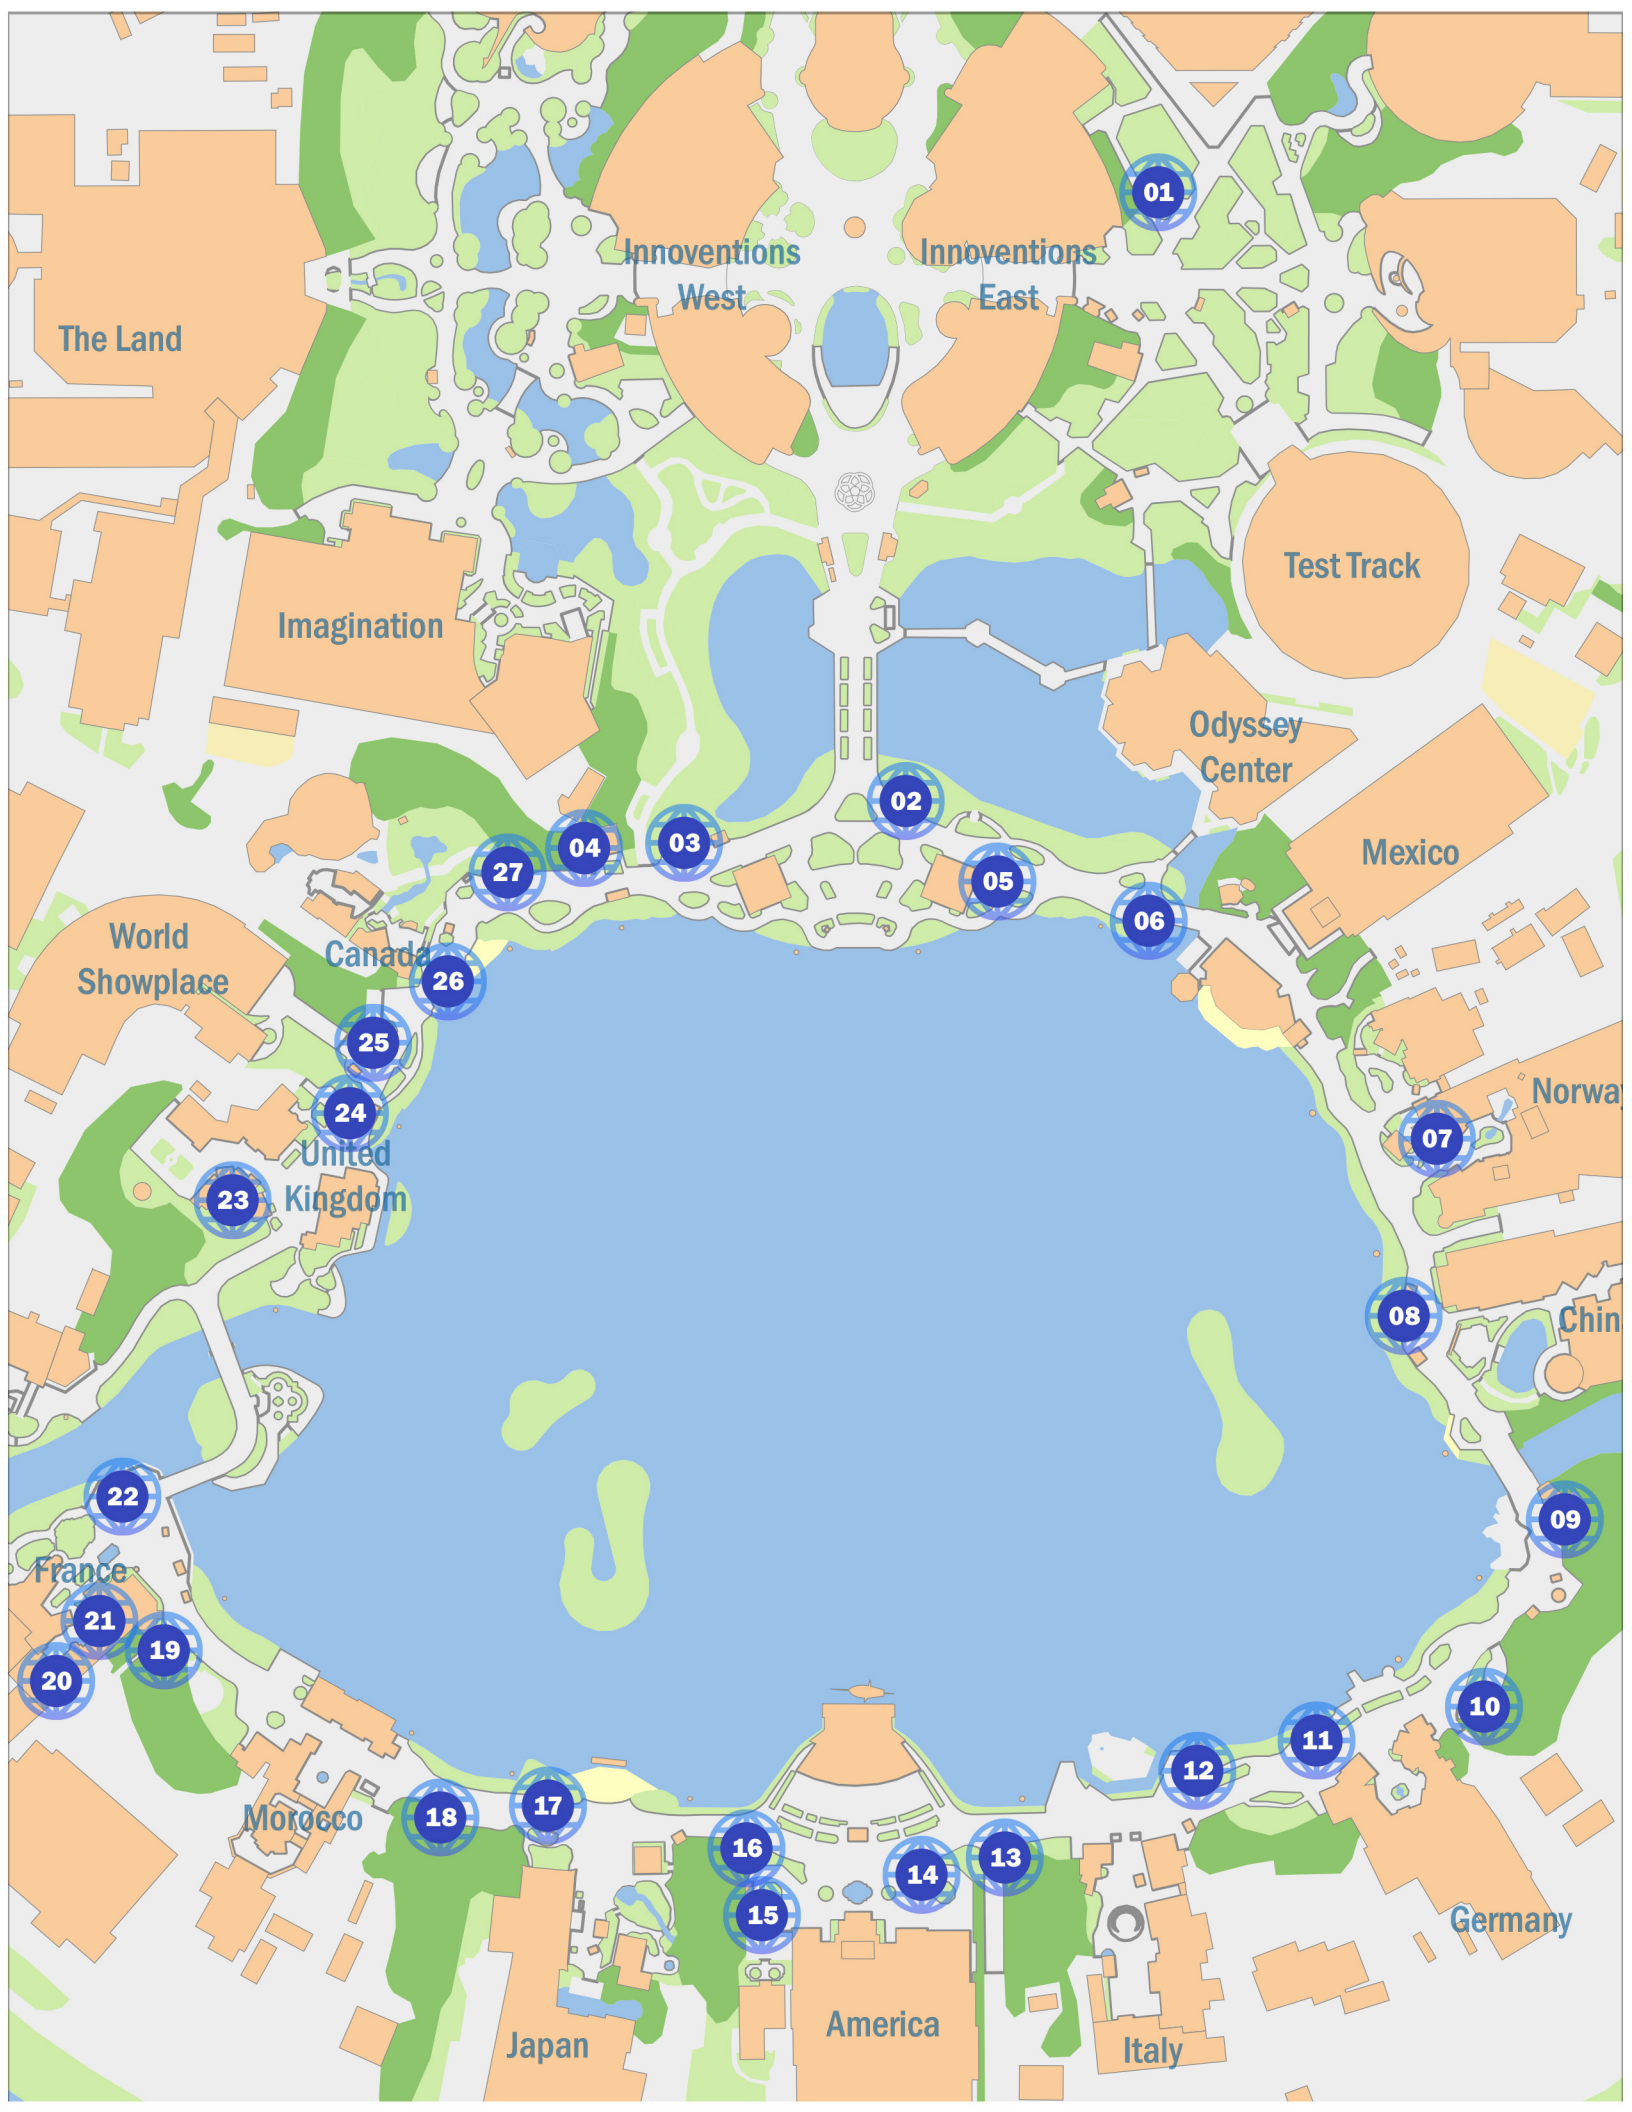 01
Innoventions
West
Innoventions
East
The Land
Test Track
Imagination
Odyssey
Center
02
03
04
Mexico
27
05
06
World
Showplace
Canada
26
25
Norwa
24
07
United
Kingdom
23
08
Chin
22
09
France
21
19
20
10
11
12
17
18
Morocco
16
13
14
15
Germany
America
Japan
Italy